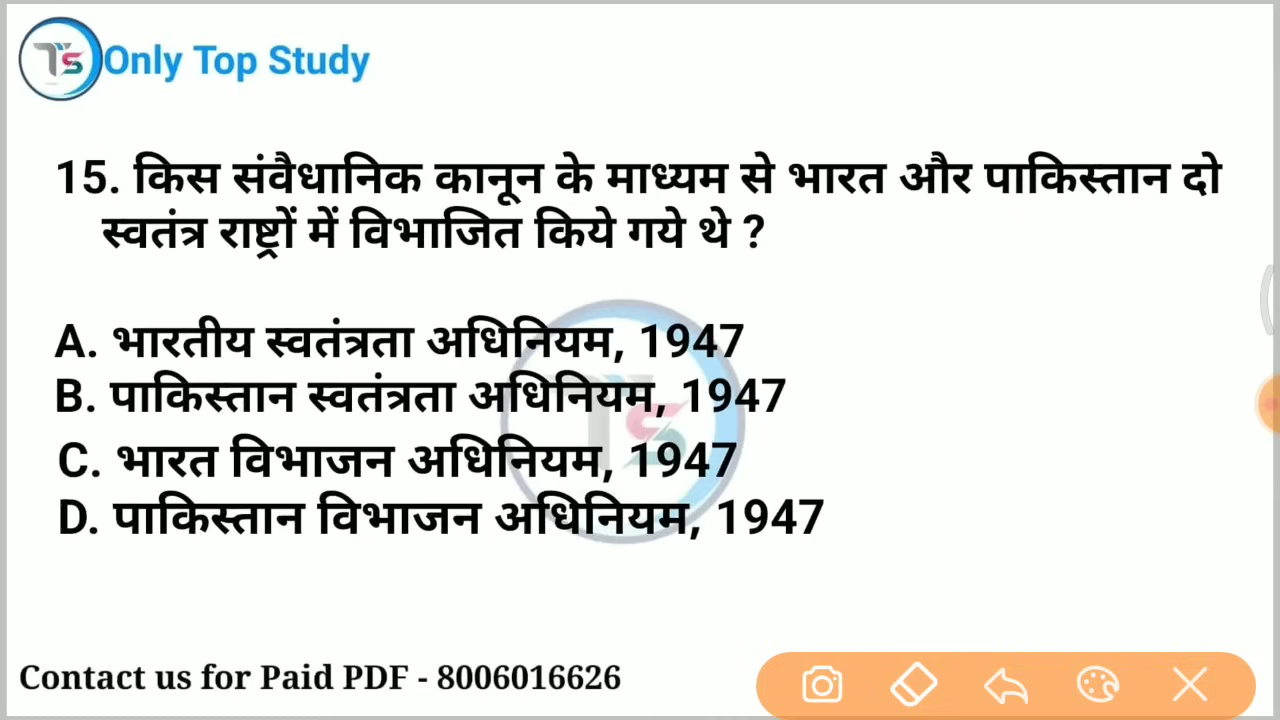 TS Only Top Study
15. किस संवैधानिक कानून के माध्यम से भारत और पाकिस्तान दो
स्वतंत्र राष्ट्रों में विभाजित किये गये थे ?
A. भारतीय स्वतंत्रता अधिनियम, 1947
B. पाकिस्तान स्वतंत्रता अधिनियम, 1947
C. भारत विभाजन अधिनियम, 1947
D. पाकिस्तान विभाजन अधिनियम, 1947
Contact us for Paid PDF - 8006016626